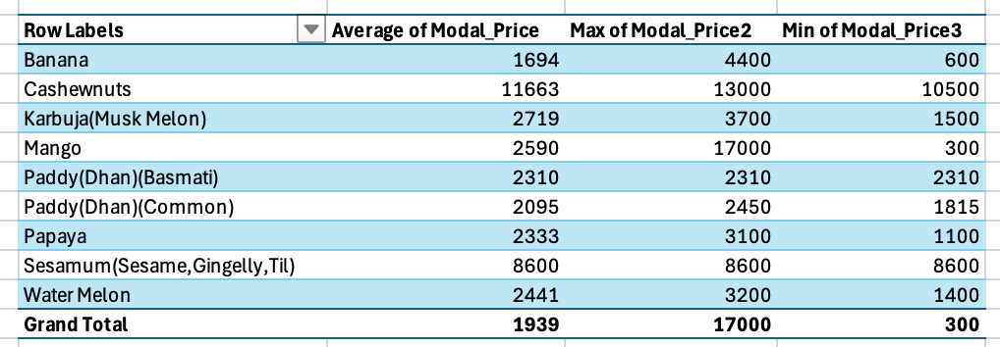 Row Labels Average of Modal_Price Max of Modal_Price2 Min of Modal_Price3
Banana 1694 4400 600
Cashewnuts 11663 13000 10500
Karbuja(Musk Melon) 2719 3700 1500
Mango 2590 17000 300
Paddy(Dhan)(Basmati) 2310 2310 2310
Paddy(Dhan)(Common) 2095 2450 1815
Papaya 2333 3100 1100
Sesamum(Sesame,Gingelly,Til) 8600 8600 8600
Water Melon 2441 3200 1400
Grand Total 1939 17000 300